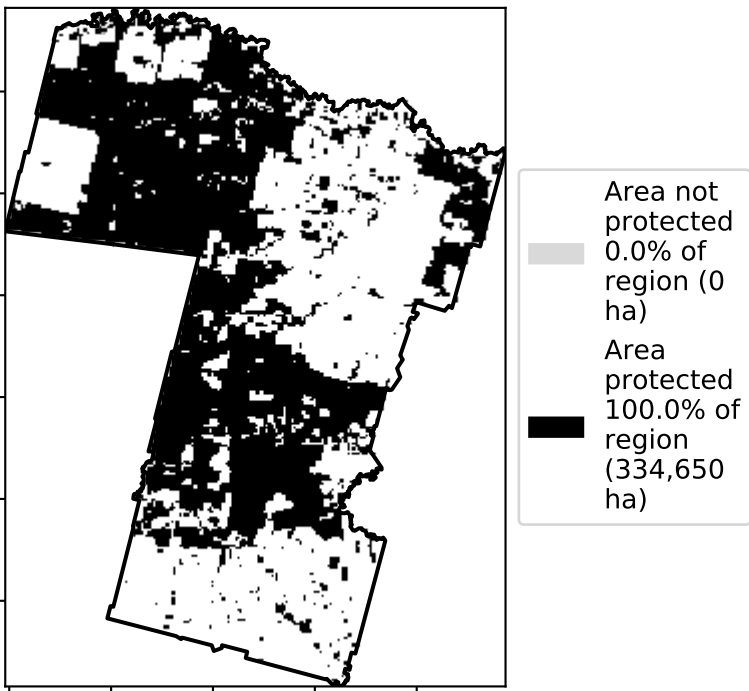 Area not
protected
0.0% of
region (0
ha)
Area
protected
100.0% of
region
(334,650
ha)